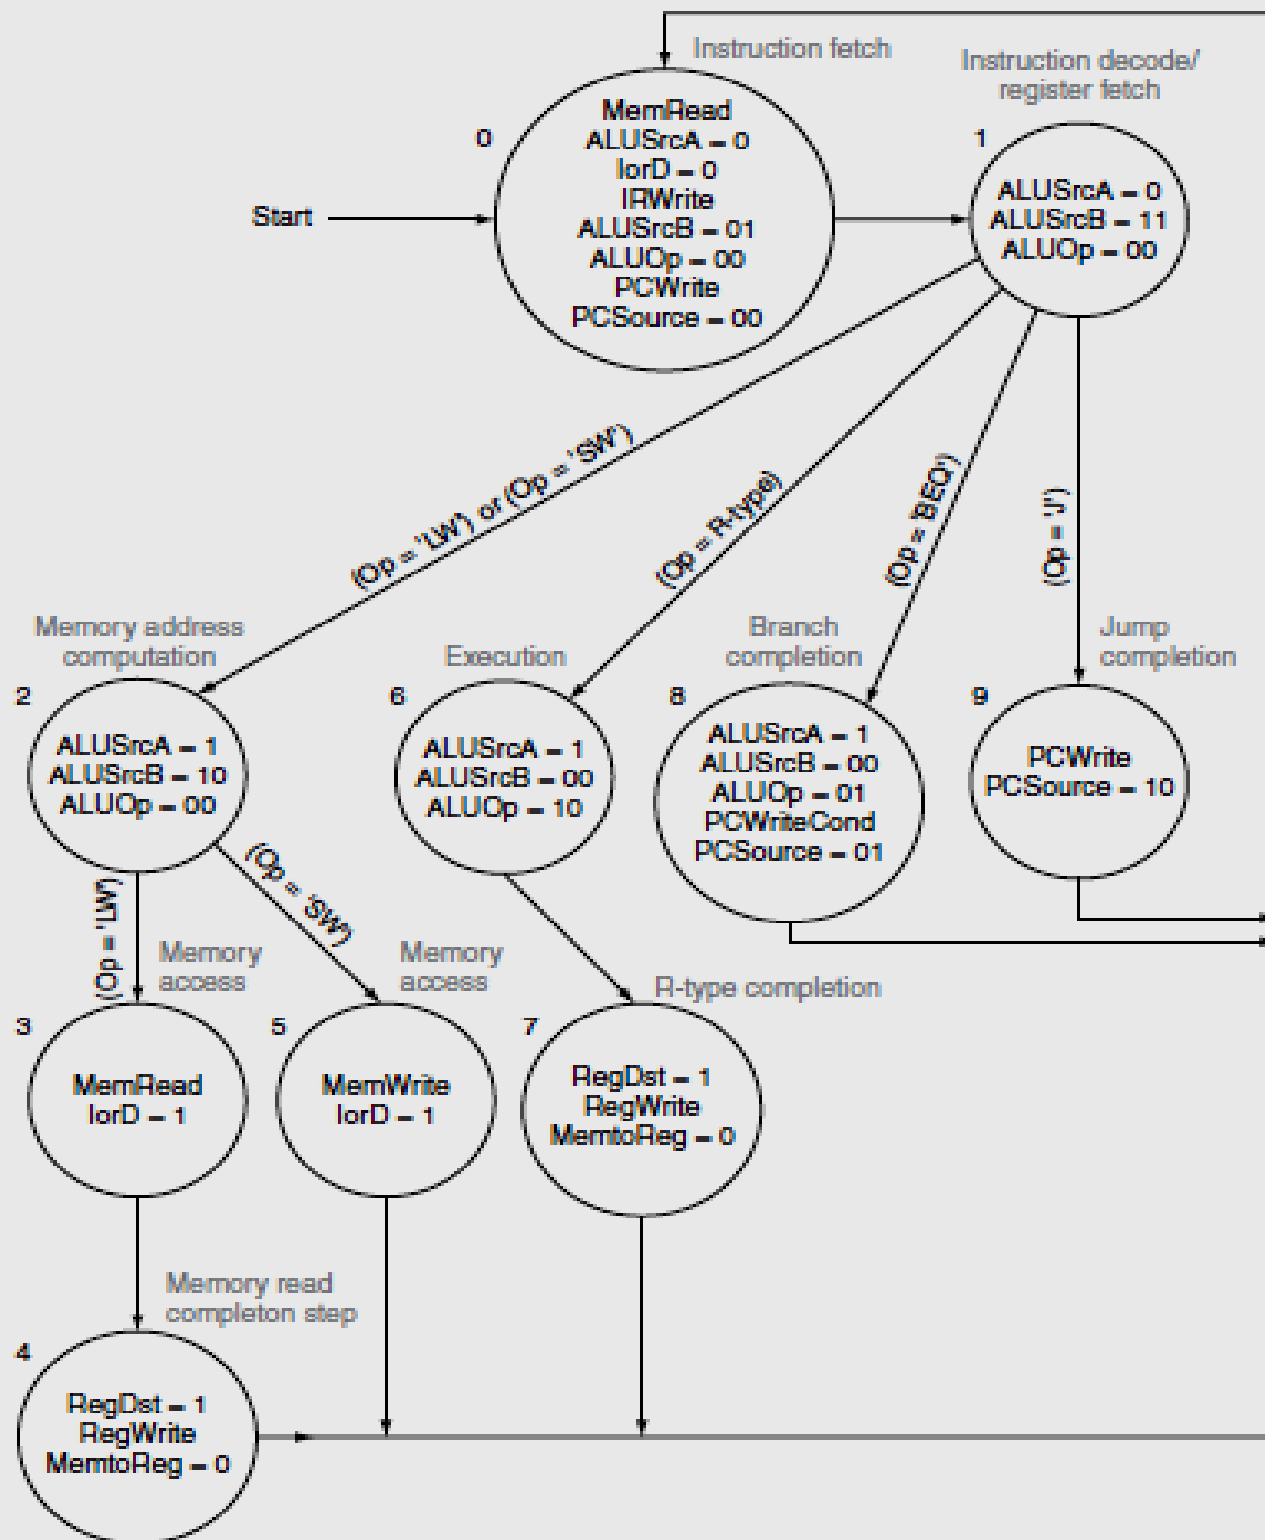 Instruction fetch
Instruction decode/
register fetch
0
MemRead
ALUSrcA = 0
IorD = 0
IRWrite
ALUSrcB = 01
ALUOp = 00
PCWrite
PCSource = 00
1
ALUSrcA = 0
ALUSrcB = 11
ALUOp = 00
Start
(Op = 'LW') or (Op = 'SW')
(Op = R-type)
(Op = 'BEQ')
(Op = 'J')
Memory address
computation
Execution
Branch
completion
Jump
completion
2
ALUSrcA = 1
ALUSrcB = 10
ALUOp = 00
6
ALUSrcA = 1
ALUSrcB = 00
ALUOp = 10
8
ALUSrcA = 1
ALUSrcB = 00
ALUOp = 01
PCWriteCond
PCSource = 01
9
PCWrite
PCSource = 10
(Op = 'LW')
(Op = 'SW')
Memory
access
Memory
access
R-type completion
3
MemRead
IorD = 1
5
MemWrite
IorD = 1
7
RegDst = 1
RegWrite
MemtoReg = 0
Memory read
completon step
4
RegDst = 1
RegWrite
MemtoReg = 0